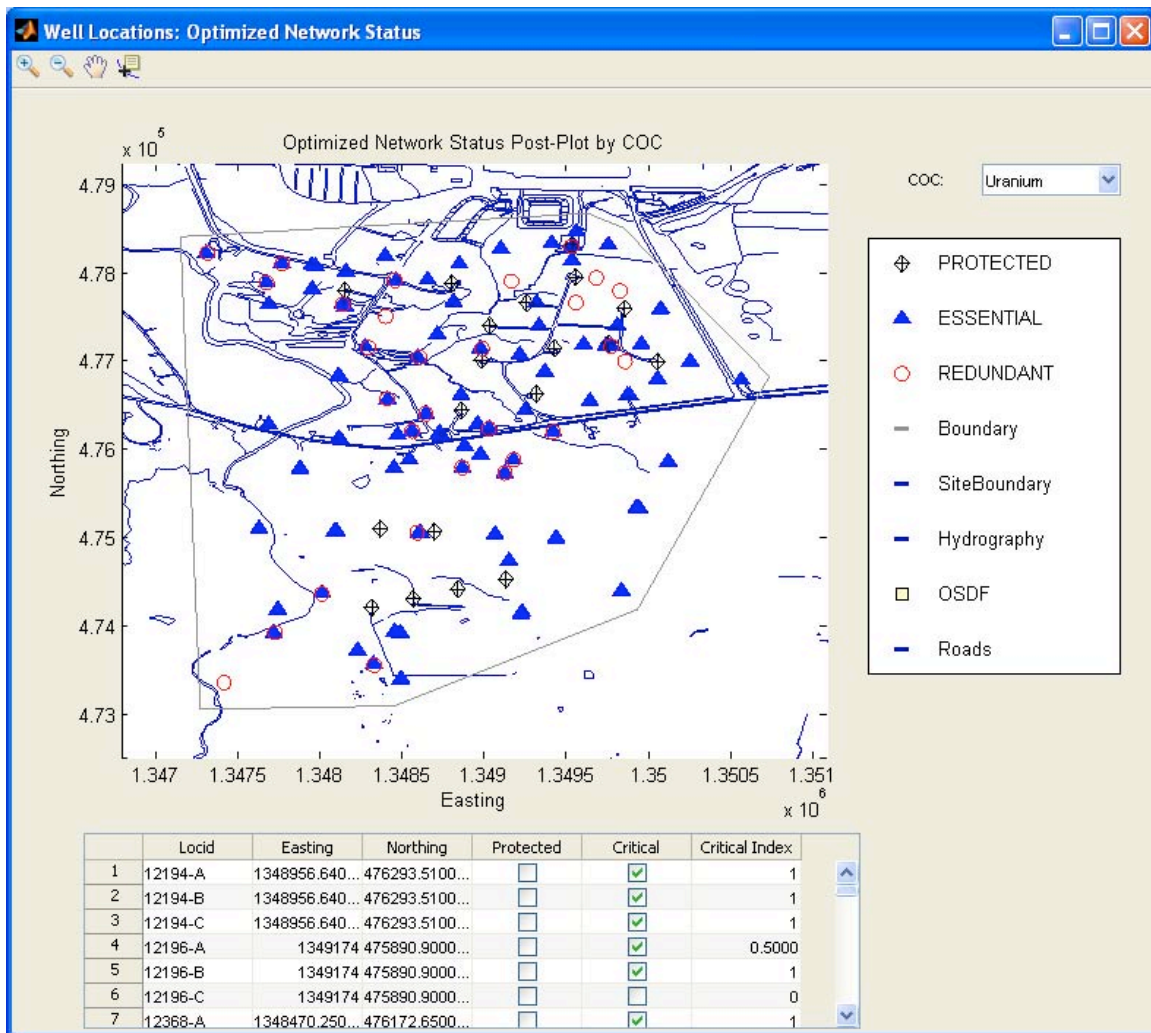 Well Locations: Optimized Network Status
Optimized Network Status Post-Plot by COC
x 10^5
4.79
4.78
4.77
4.76
4.75
4.74
4.73
Northing
1.347 1.3475 1.348 1.3485 1.349 1.3495 1.35 1.3505 1.351
Easting
x 10^6
COC: Uranium
PROTECTED
ESSENTIAL
REDUNDANT
Boundary
SiteBoundary
Hydrography
OSDF
Roads
Locid Easting Northing Protected Critical Critical Index
1 12194-A 1348956.640... 476293.5100... 1
2 12194-B 1348956.640... 476293.5100... 1
3 12194-C 1348956.640... 476293.5100... 1
4 12196-A 1349174 475890.9000... 0.5000
5 12196-B 1349174 475890.9000... 1
6 12196-C 1349174 475890.9000... 0
7 12368-A 1348470.250... 476172.6500... 1